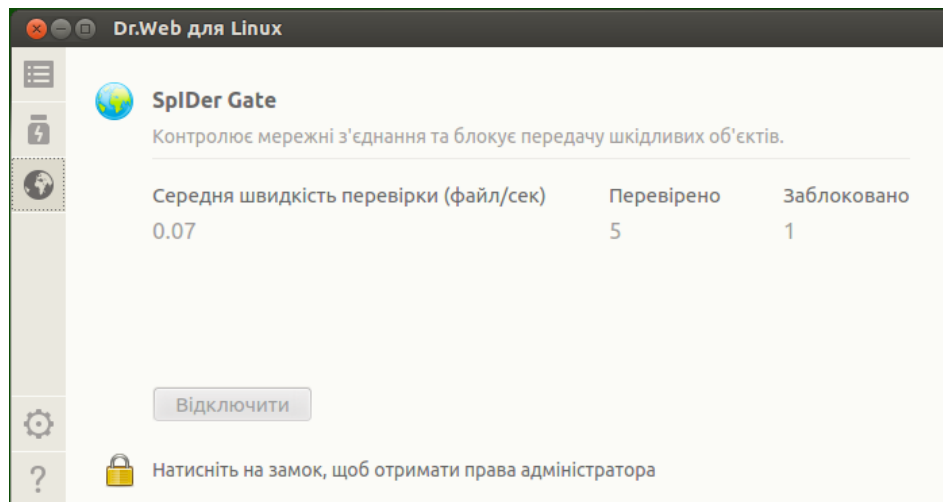 Dr.Web для Linux
SpIDer Gate
Контролює мережні з'єднання та блокує передачу шкідливих об'єктів.
Середня швидкість перевірки (файл/сек) Перевірено Заблоковано
0.07 5 1
Відключити
Натисніть на замок, щоб отримати права адміністратора